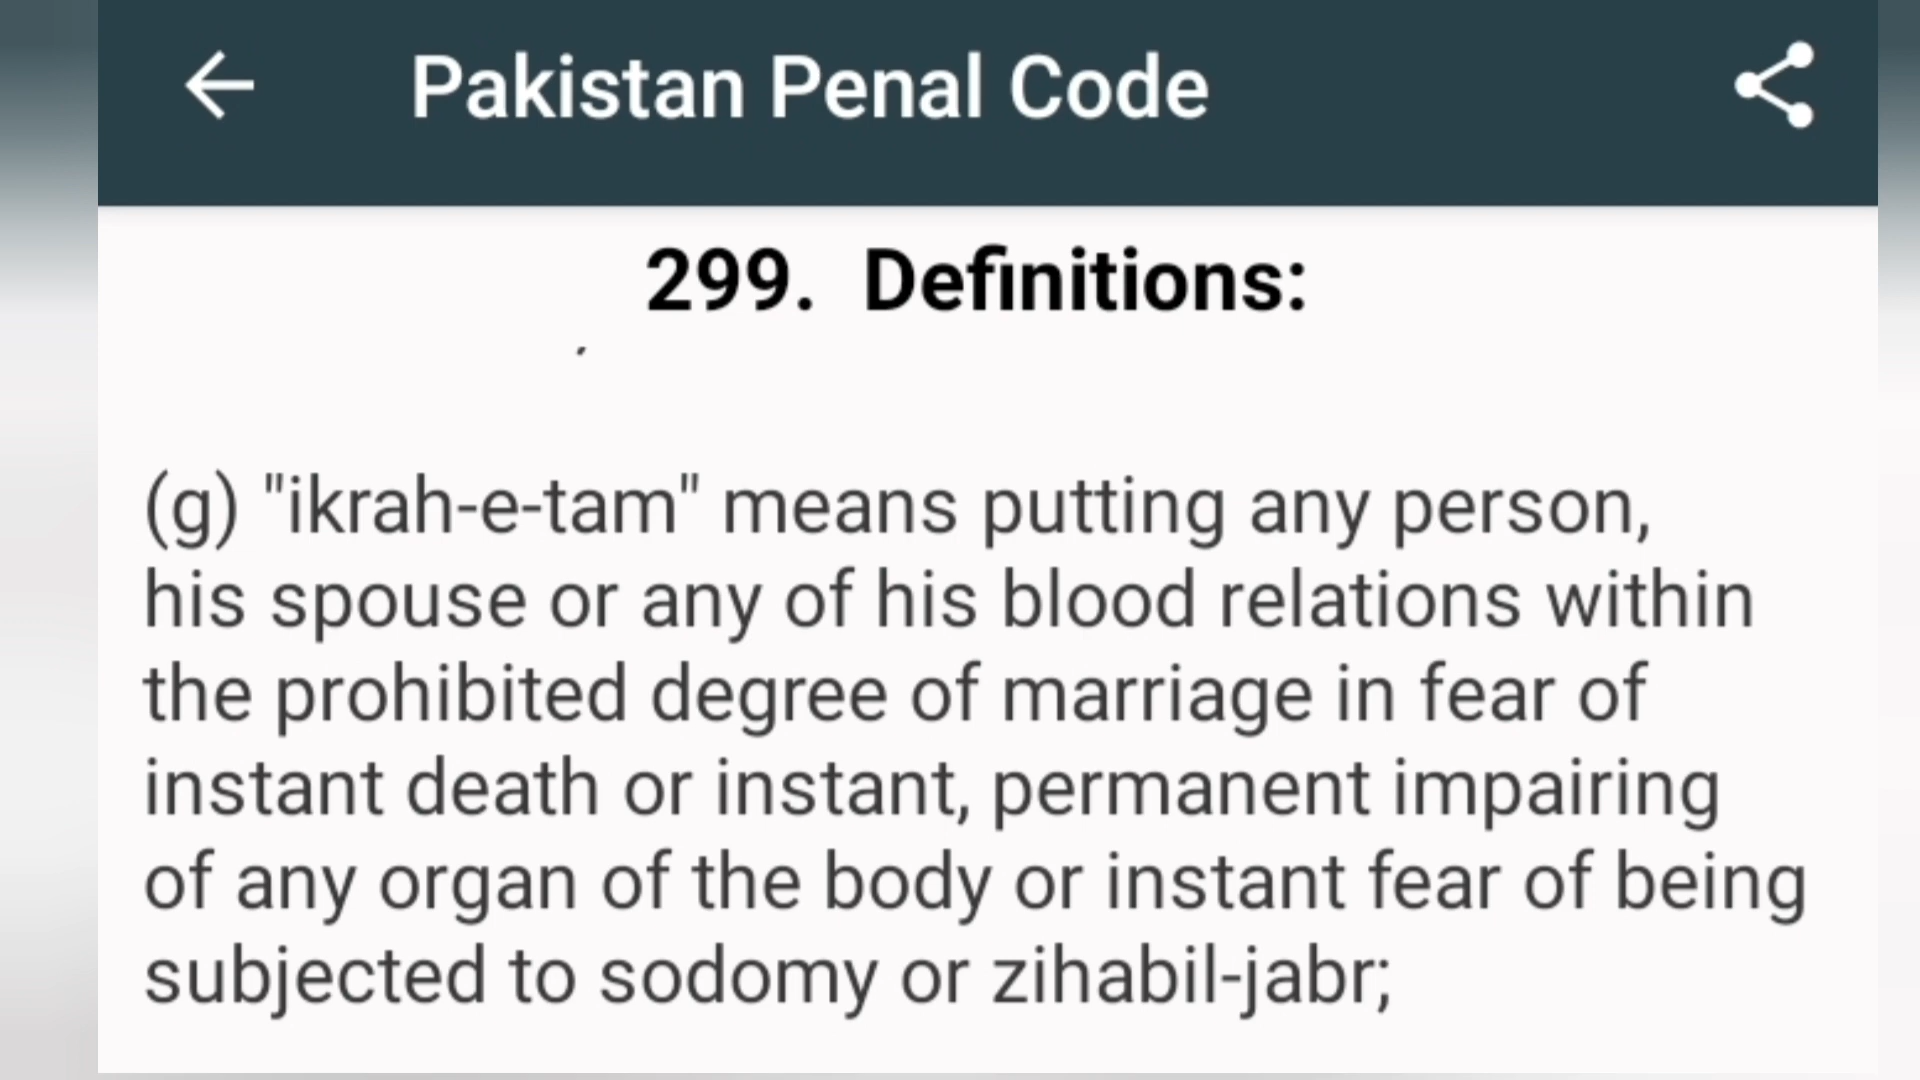 Pakistan Penal Code
299. Definitions:
(g) "ikrah-e-tam" means putting any person,
his spouse or any of his blood relations within
the prohibited degree of marriage in fear of
instant death or instant, permanent impairing
of any organ of the body or instant fear of being
subjected to sodomy or zihabil-jabr;